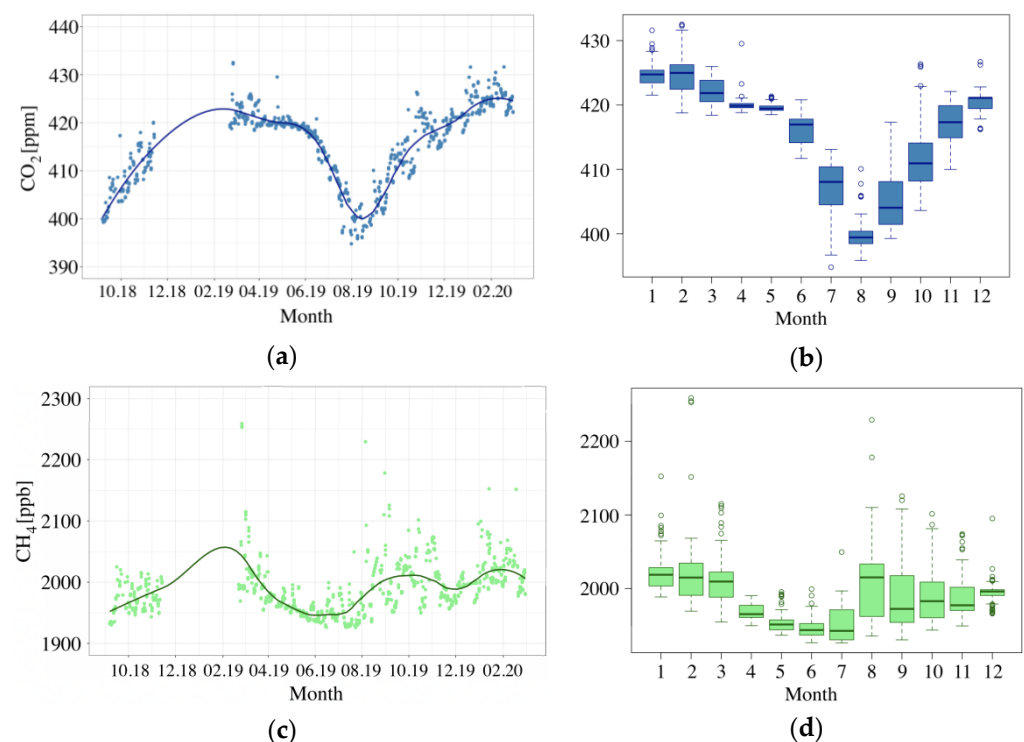 440
430
420
410
400
390
CO2[ppm]
10.18 12.18 02.19 04.19 06.19 08.19 10.19 12.19 02.20
Month
(a)
430
420
410
400
1 2 3 4 5 6 7 8 9 10 11 12
Month
(b)
2300
2200
2100
2000
1900
CH4[ppb]
10.18 12.18 02.19 04.19 06.19 08.19 10.19 12.19 02.20
Month
(c)
2200
2100
2000
1 2 3 4 5 6 7 8 9 10 11 12
Month
(d)